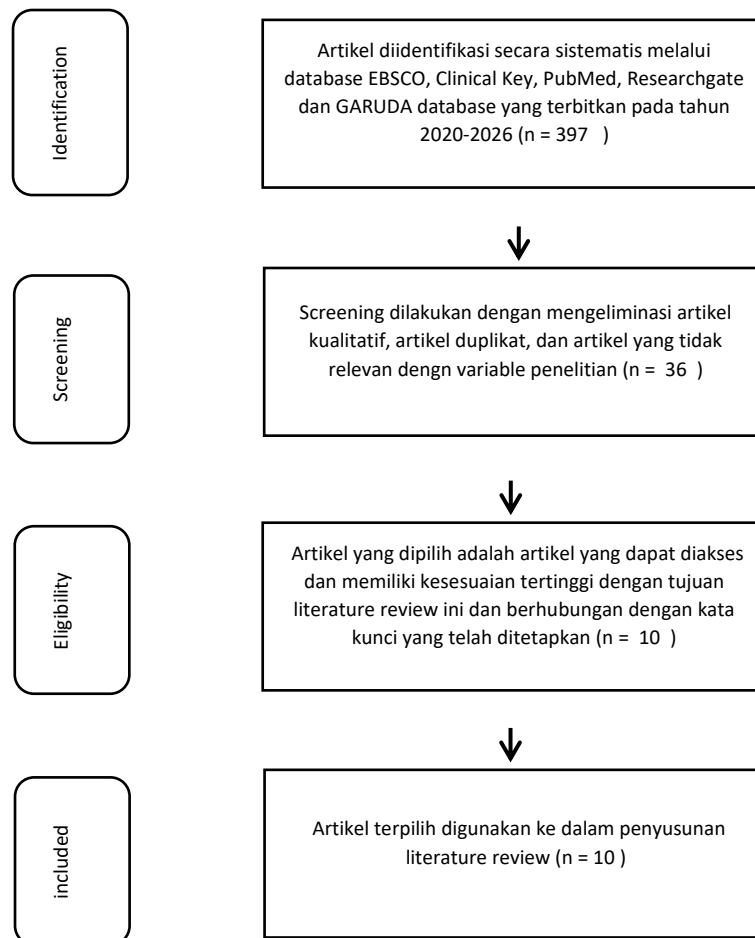 Identification
Artikel diidentifikasi secara sistematis melalui
database EBSCO, Clinical Key, PubMed, Researchgate
dan GARUDA database yang terbitkan pada tahun
2020-2026 (n = 397   )
Screening
Screening dilakukan dengan mengeliminasi artikel
kualitatif, artikel duplikat, dan artikel yang tidak
relevan dengn variable penelitian (n =  36  )
Eligibility
Artikel yang dipilih adalah artikel yang dapat diakses
dan memiliki kesesuaian tertinggi dengan tujuan
literature review ini dan berhubungan dengan kata
kunci yang telah ditetapkan (n =  10  )
included
Artikel terpilih digunakan ke dalam penyusunan
literature review (n = 10 )